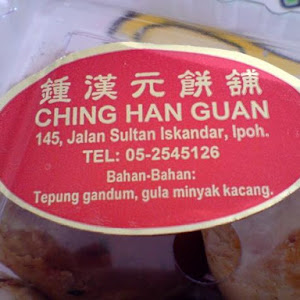 鍾漢元餅舖
CHING HAN GUAN
145, Jalan Sultan Iskandar, Ipoh.
TEL: 05-2545126
Bahan-Bahan:
Tepung gandum, gula minyak kacang.